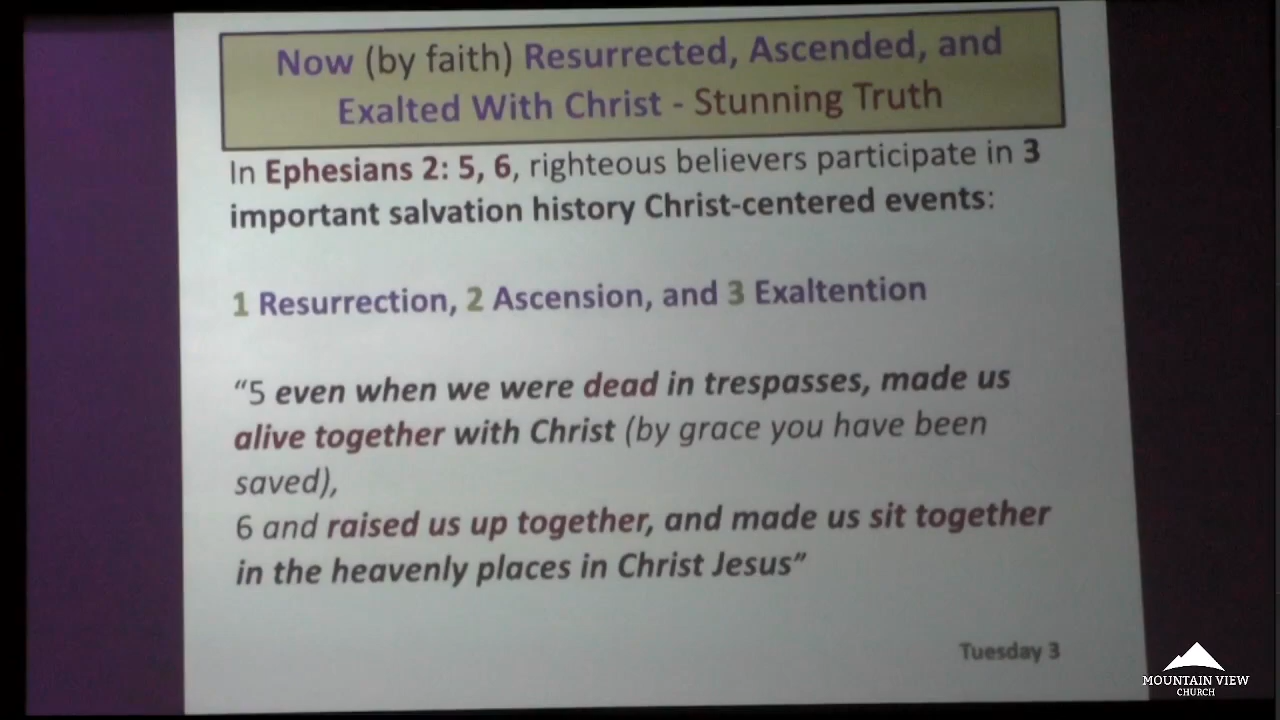 Now (by faith) Resurrected, Ascended, and
Exalted With Christ - Stunning Truth
In Ephesians 2: 5, 6, righteous believers participate in 3
important salvation history Christ-centered events:
1 Resurrection, 2 Ascension, and 3 Exaltention
“5 even when we were dead in trespasses, made us
alive together with Christ (by grace you have been
saved),
6 and raised us up together, and made us sit together
in the heavenly places in Christ Jesus”
Tuesday 3
MOUNTAIN VIEW
CHURCH